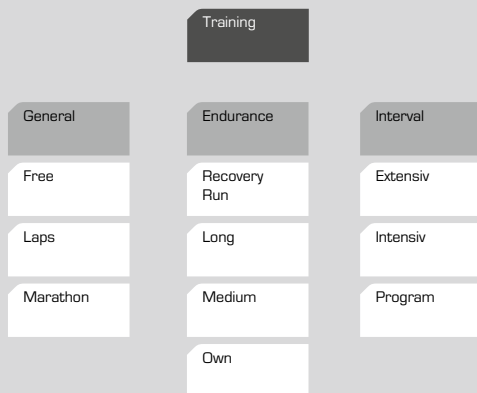 Training
General
Endurance
Interval
Free
Recovery
Run
Extensiv
Laps
Long
Intensiv
Marathon
Medium
Program
Own